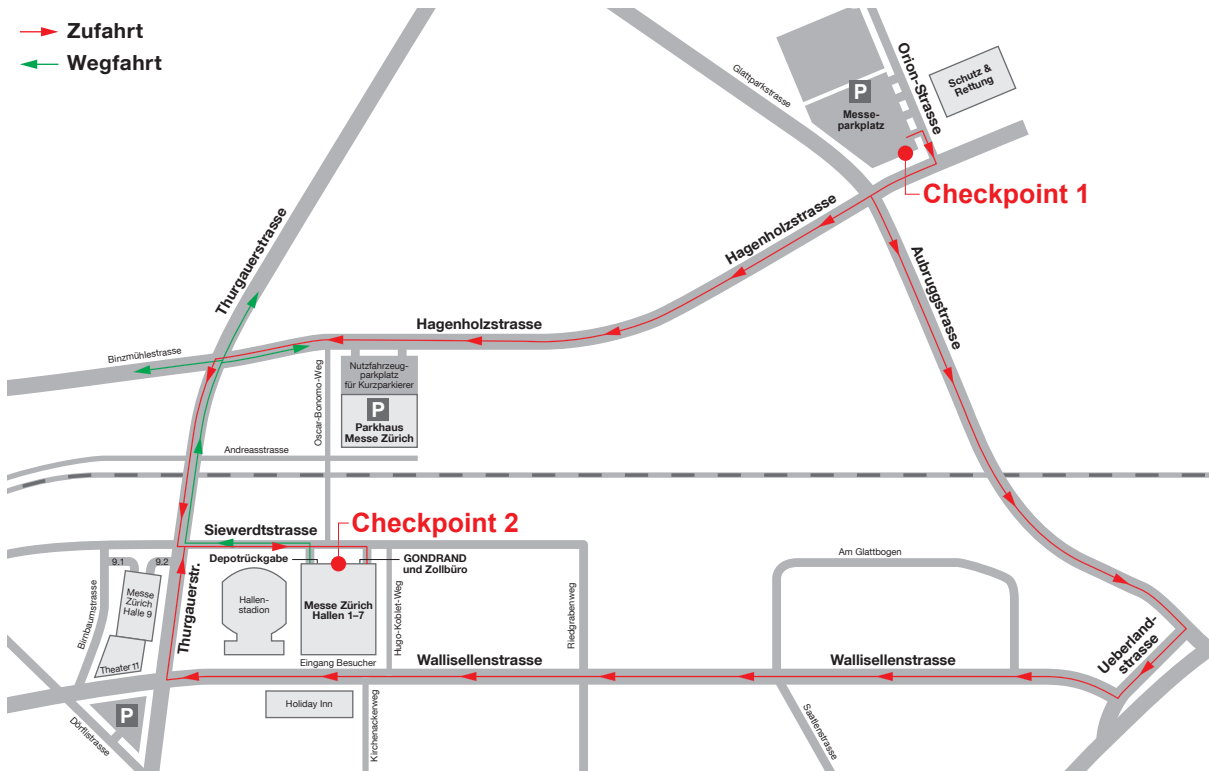 Zufahrt
Wegfahrt
Glattparkstrasse
Orion-Strasse
Schutz &
Rettung
P
Messe-
parkplatz
Checkpoint 1
Thurgauerstrasse
Hagenholzstrasse
Aubruggstrasse
Hagenholzstrasse
Binzmühlestrasse
Oscar-Bonomo-Weg
Nutzfahrzeug-
parkplatz
für Kurzparkierer
P
Parkhaus
Messe Zürich
Andreasstrasse
Siewerdtstrasse
Checkpoint 2
Depotrückgabe
GONDRAND
und Zollbüro
9.1
9.2
Am Glattbogen
Birnbaumstrasse
Messe
Zürich
Halle 9
Theater 11
Thurgauerstr.
Hallen-
stadion
Messe Zürich
Hallen 1–7
Hugo-Koblet-Weg
Riedgrabenweg
Eingang Besucher
Wallisellenstrasse
Wallisellenstrasse
Ueberland-
strasse
P
Dörflistrasse
Holiday Inn
Kirchenackerweg
Saatlenstrasse